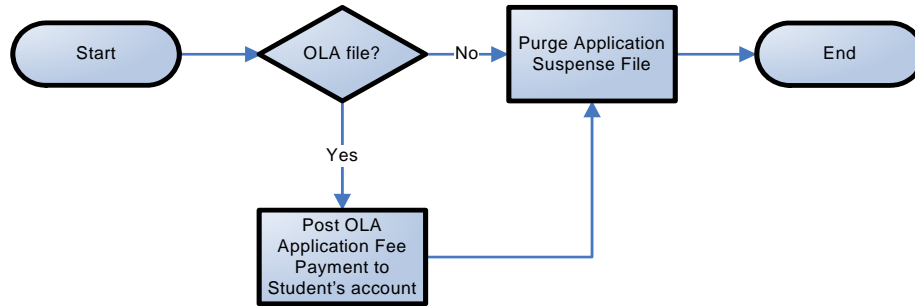 Start
OLA file?
No
Purge Application
Suspense File
End
Yes
Post OLA
Application Fee
Payment to
Student's account